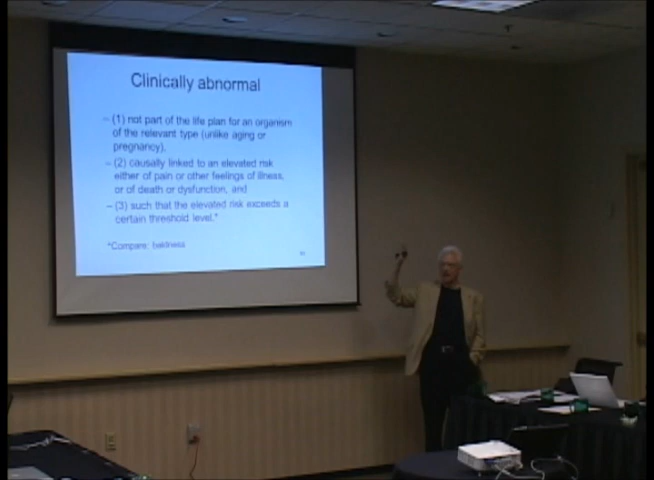 Clinically abnormal
– (1) not part of the life plan for an organism
of the relevant type (unlike aging or
pregnancy),
– (2) causally linked to an elevated risk
either of pain or other feelings of illness,
or of death or dysfunction, and
– (3) such that the elevated risk exceeds a
certain threshold level.*
*Compare: baldness